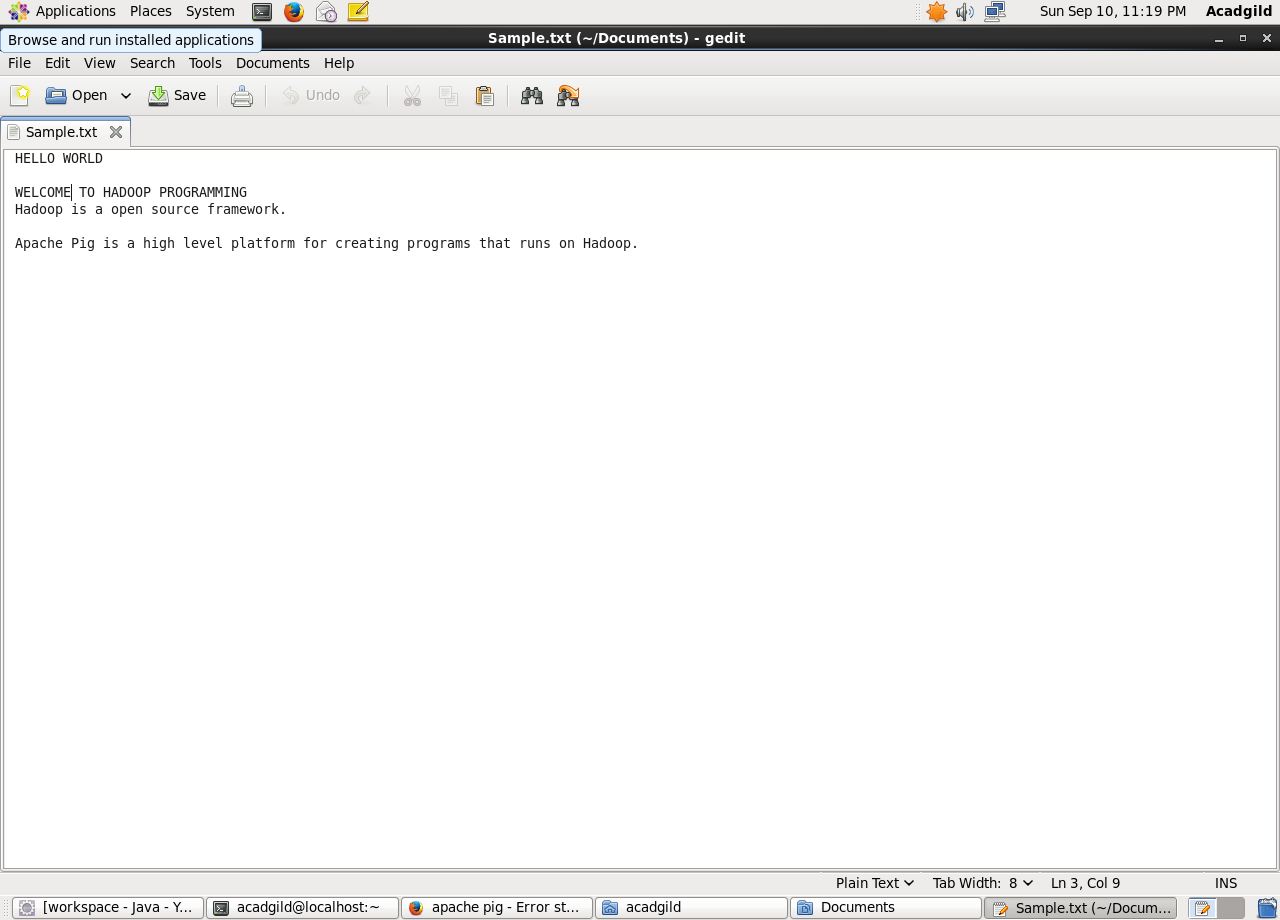 Applications Places System Sun Sep 10, 11:19 PM Acadgild
Browse and run installed applications Sample.txt (~/Documents) - gedit
File Edit View Search Tools Documents Help
Open Save Undo
Sample.txt
HELLO WORLD
WELCOME TO HADOOP PROGRAMMING
Hadoop is a open source framework.
Apache Pig is a high level platform for creating programs that runs on Hadoop.
Plain Text Tab Width: 8 Ln 3, Col 9 INS
[workspace - Java - Y... acadgild@localhost:~ apache pig - Error st... acadgild Documents Sample.txt (~/Docum...